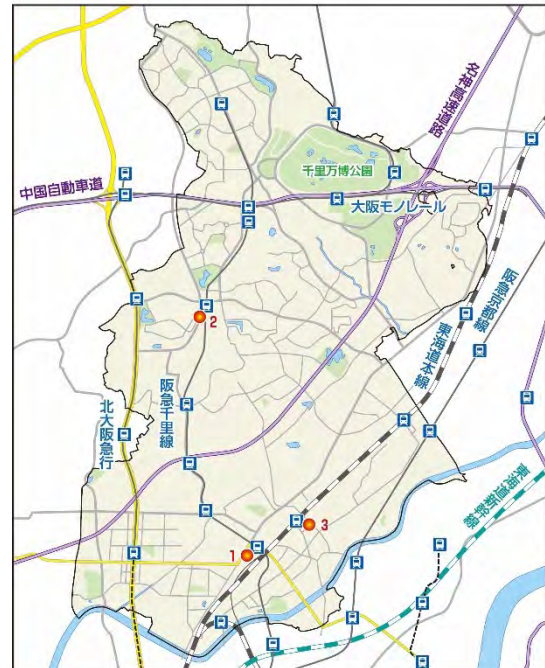 名神高速道路
千里万博公園
中国自動車道
大阪モノレール
阪急京都線
東海道本線
2
阪急千里線
北大阪急行
東海道新幹線
3
1